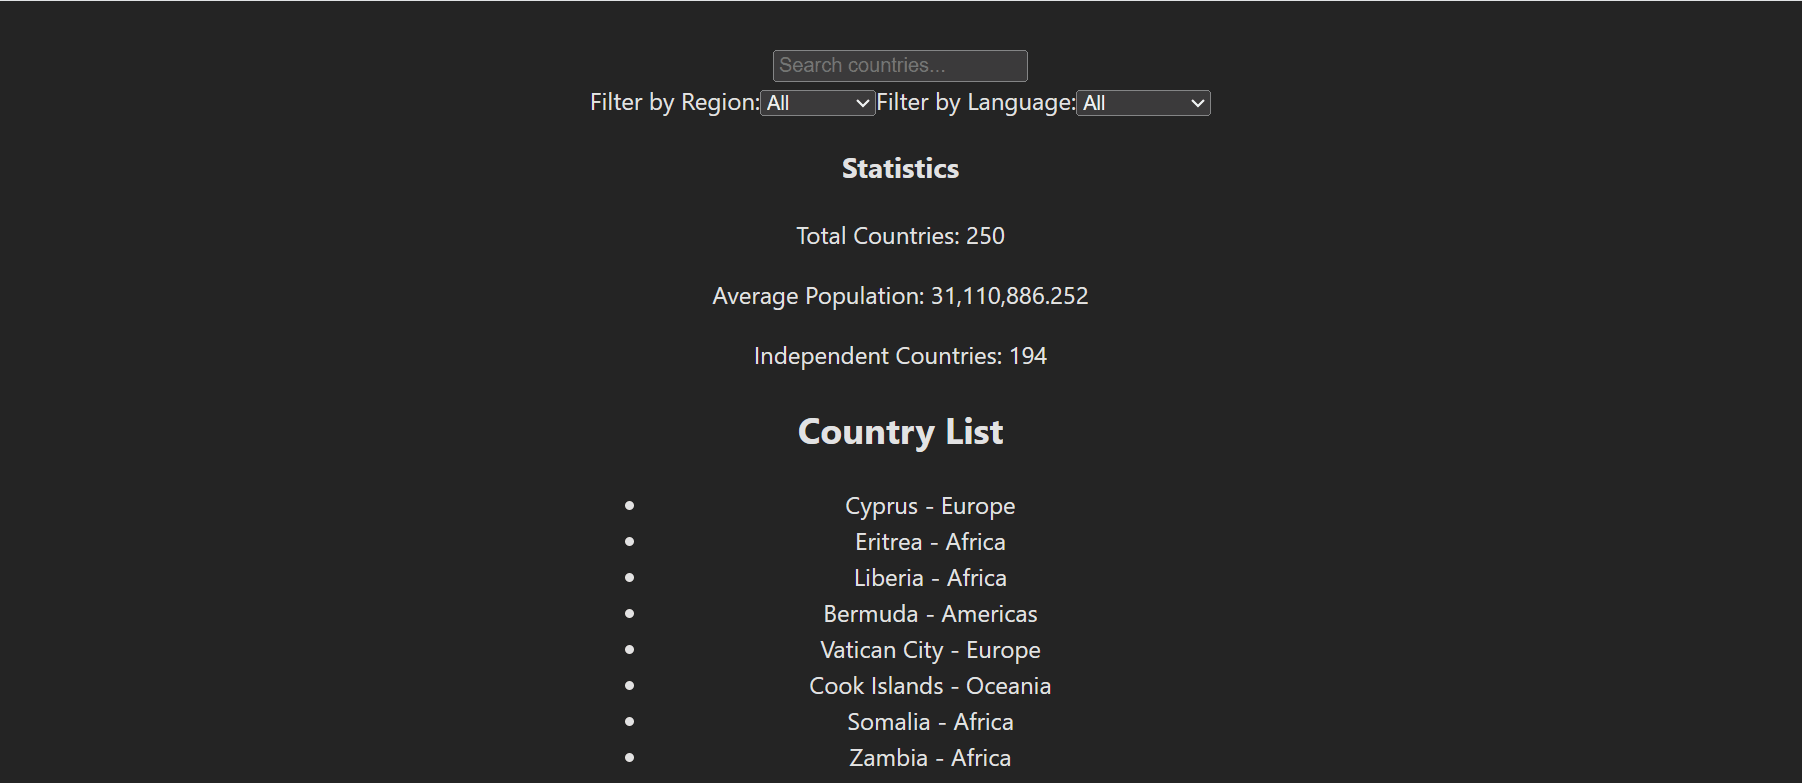 Search countries...
Filter by Region: All Filter by Language: All
Statistics
Total Countries: 250
Average Population: 31,110,886.252
Independent Countries: 194
Country List
• Cyprus - Europe
• Eritrea - Africa
• Liberia - Africa
• Bermuda - Americas
• Vatican City - Europe
• Cook Islands - Oceania
• Somalia - Africa
• Zambia - Africa